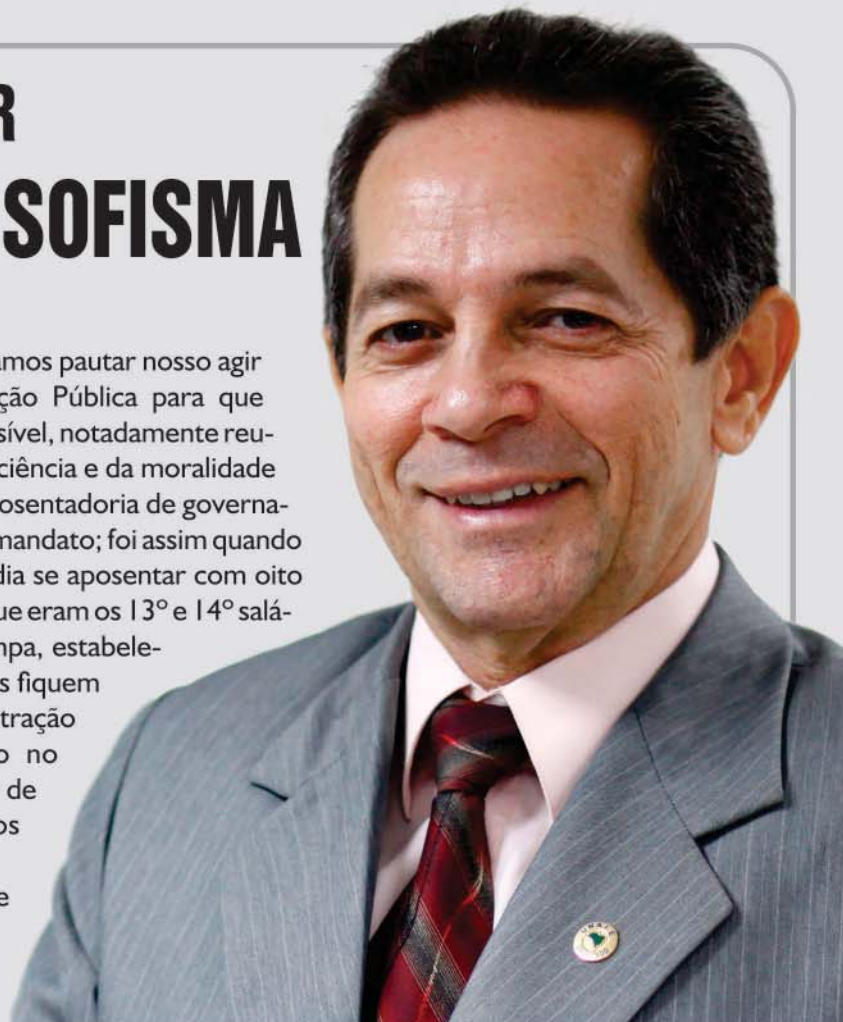 R
SOFISMA
amos pautar nosso agir
ção Pública para que
sível, notadamente reu-
ciência e da moralidade
osentadoria de governa-
mandato; foi assim quando
dia se aposentar com oito
ue eram os 13º e 14º salá-
mpa, estabele-
s fiquem
tração
o no
de
os
e
UNALE